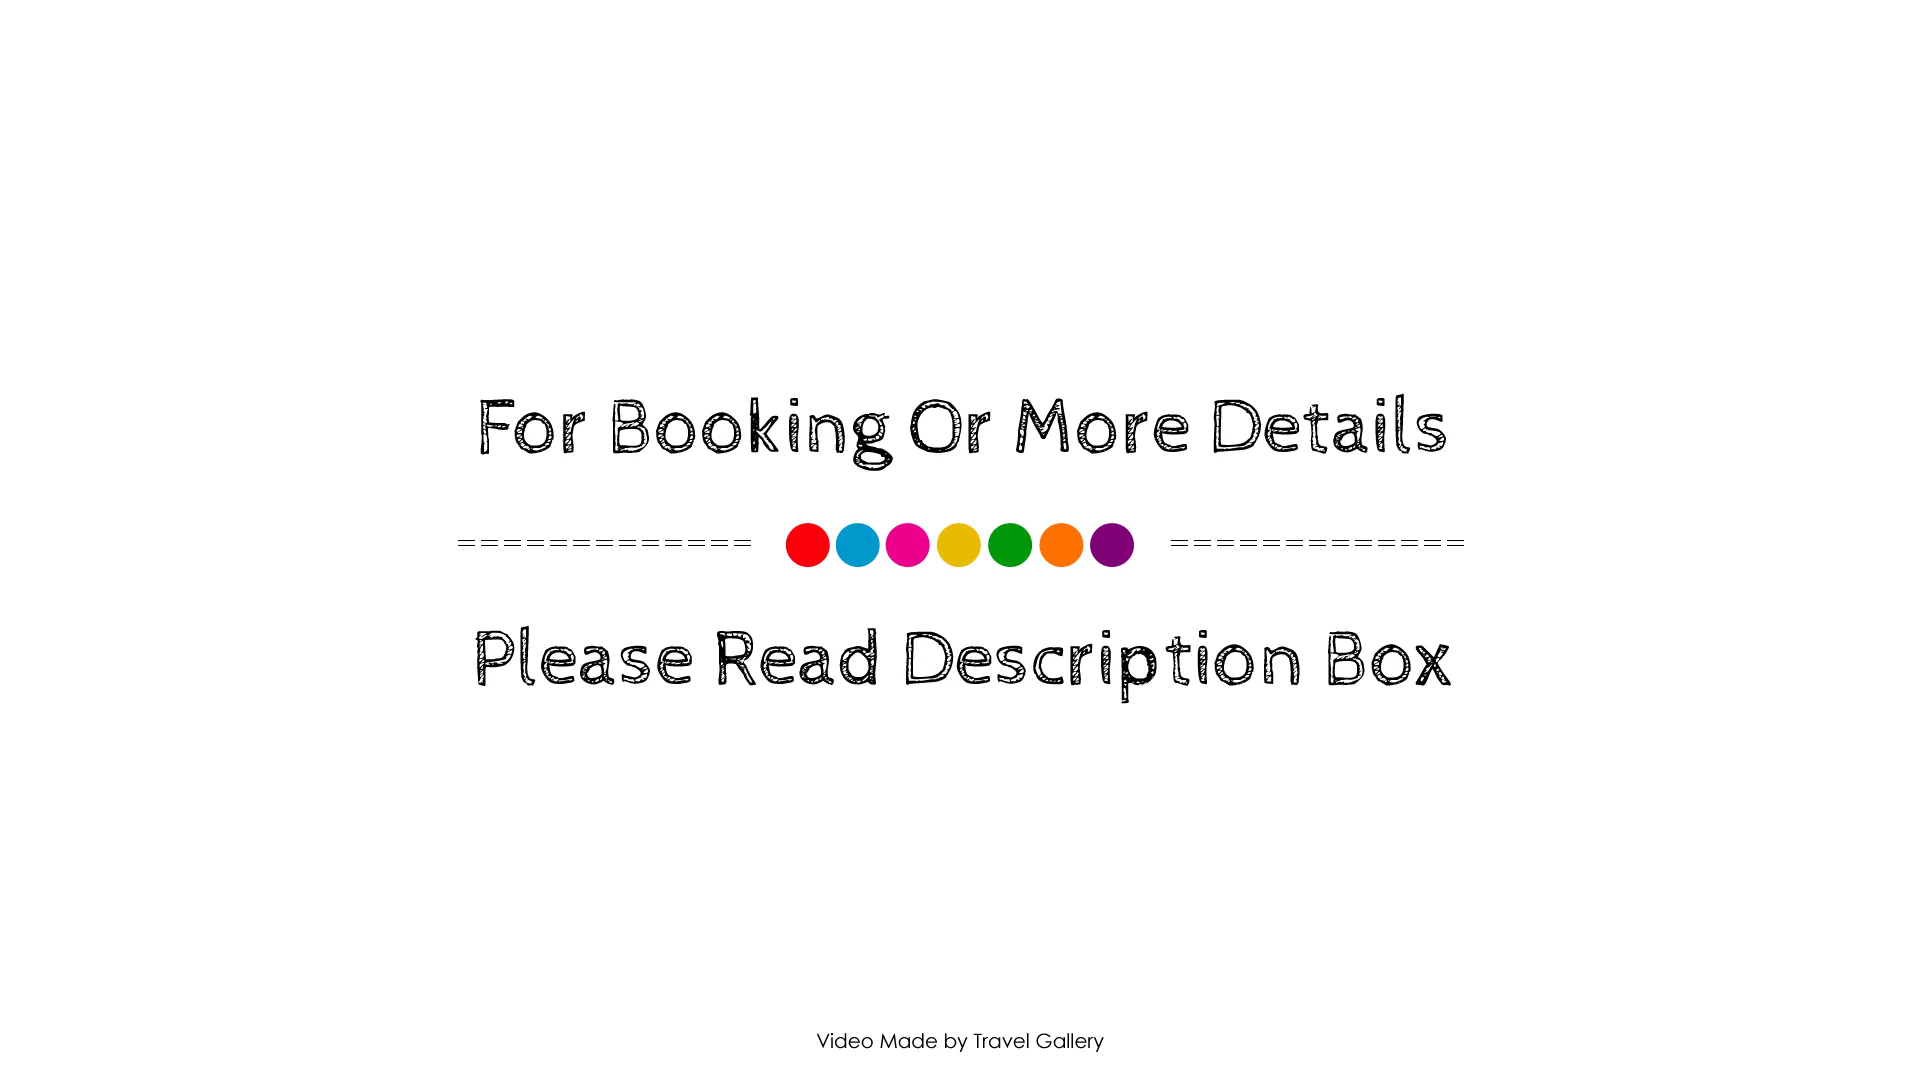 For Booking Or More Details
============= =============
Please Read Description Box
Video Made by Travel Gallery